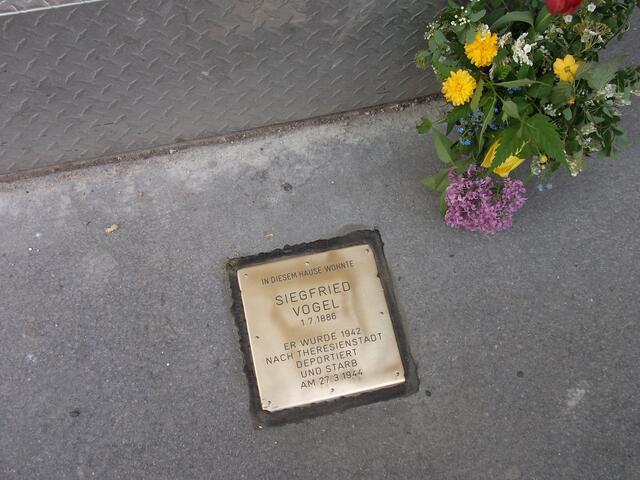 IN DIESEM HAUSE WOHNTE
SIEGFRIED
VOGEL
1.7.1886
ER WURDE 1942
NACH THERESIENSTADT
DEPORTIERT
UND STARB
AM 27.3.1944